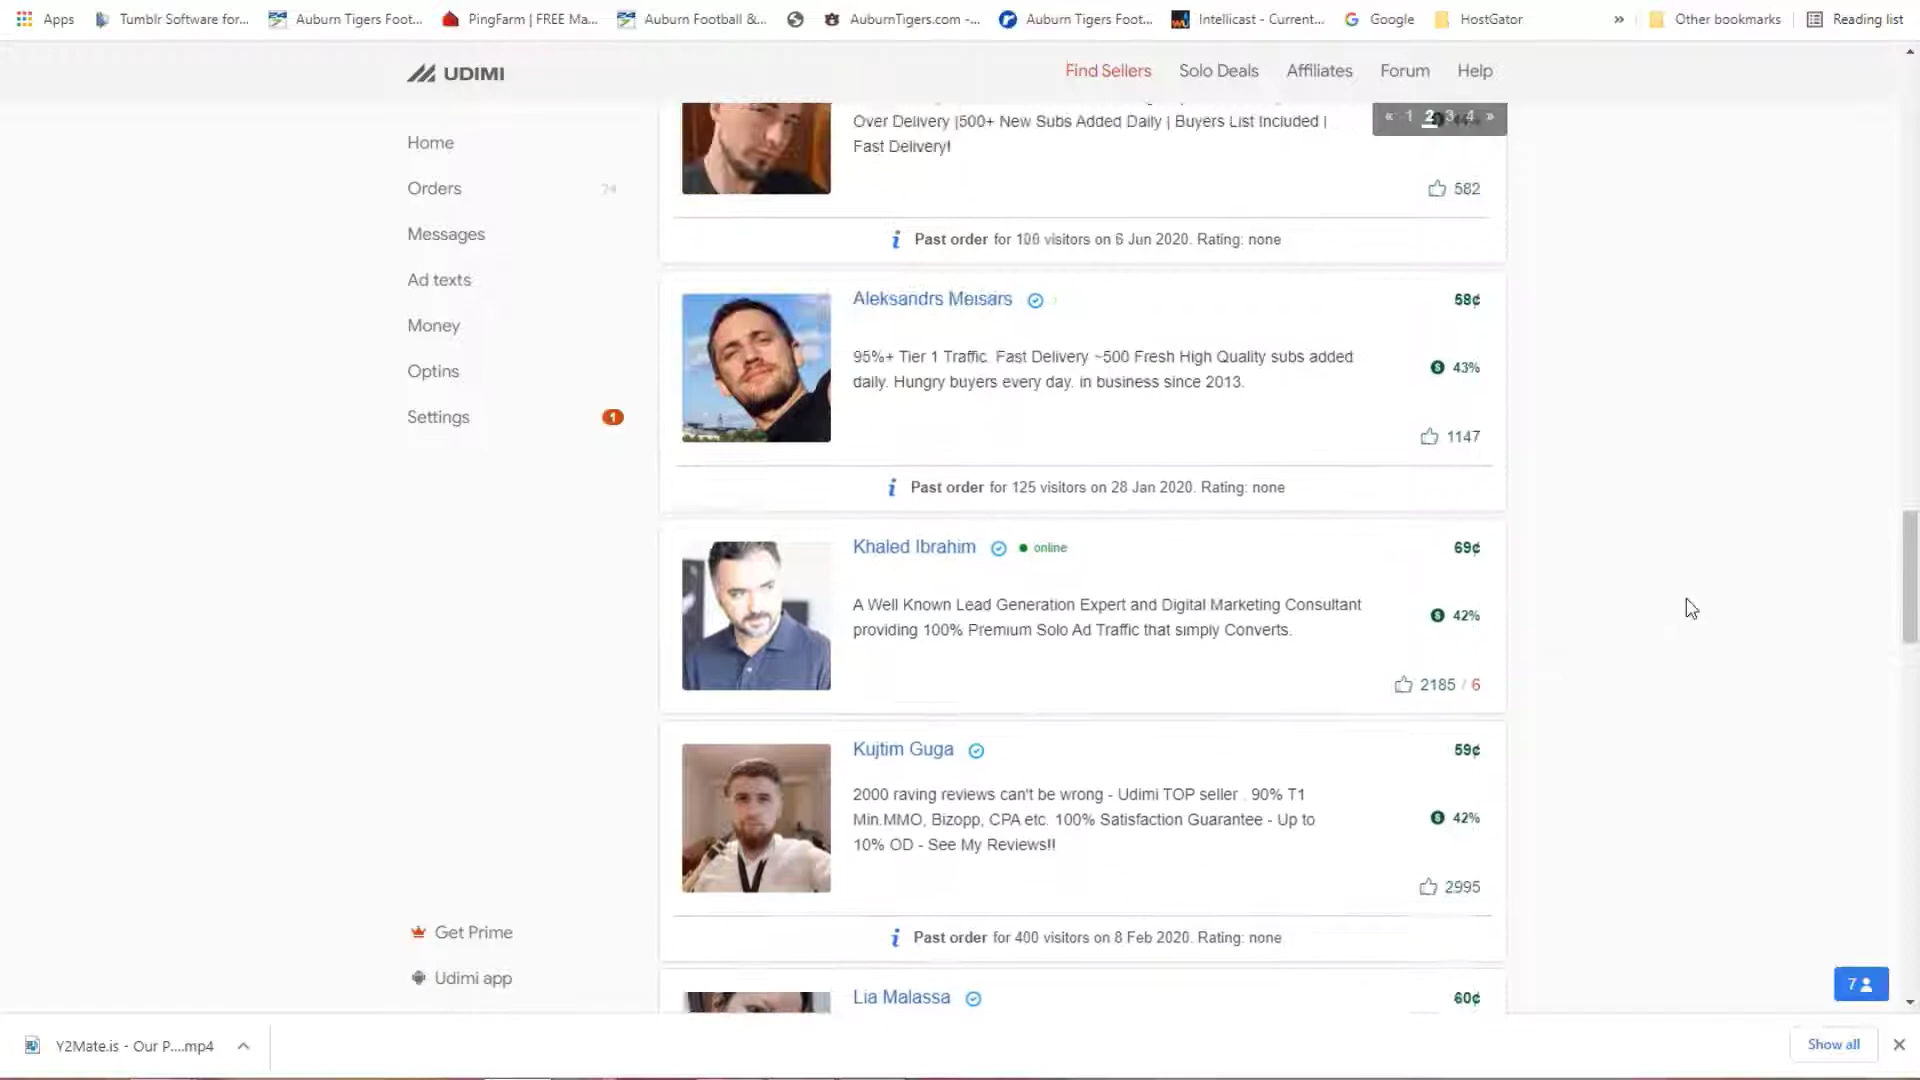 Apps
Tumblr Software for...
Auburn Tigers Foot...
PingFarm | FREE Ma...
Auburn Football &...
AuburnTigers.com -...
Auburn Tigers Foot...
Intellicast - Current...
Google
HostGator
»
Other bookmarks
Reading list
UDIMI
Find Sellers
Solo Deals
Affiliates
Forum
Help
Home
Orders
Messages
Ad texts
Money
Optins
Settings
1
Get Prime
Udimi app
« 1 2 3 4 »
Over Delivery |500+ New Subs Added Daily | Buyers List Included |
Fast Delivery!
582
Past order for 100 visitors on 6 Jun 2020. Rating: none
Aleksandrs Meisars
58¢
95%+ Tier 1 Traffic. Fast Delivery ~500 Fresh High Quality subs added
daily. Hungry buyers every day. in business since 2013.
43%
1147
Past order for 125 visitors on 28 Jan 2020. Rating: none
Khaled Ibrahim
online
69¢
A Well Known Lead Generation Expert and Digital Marketing Consultant
providing 100% Premium Solo Ad Traffic that simply Converts.
42%
2185 / 6
Kujtim Guga
59¢
2000 raving reviews can't be wrong - Udimi TOP seller . 90% T1
Min.MMO, Bizopp, CPA etc. 100% Satisfaction Guarantee - Up to
10% OD - See My Reviews!!
42%
2995
Past order for 400 visitors on 8 Feb 2020. Rating: none
Lia Malassa
60¢
7
Y2Mate.is - Our P....mp4
Show all